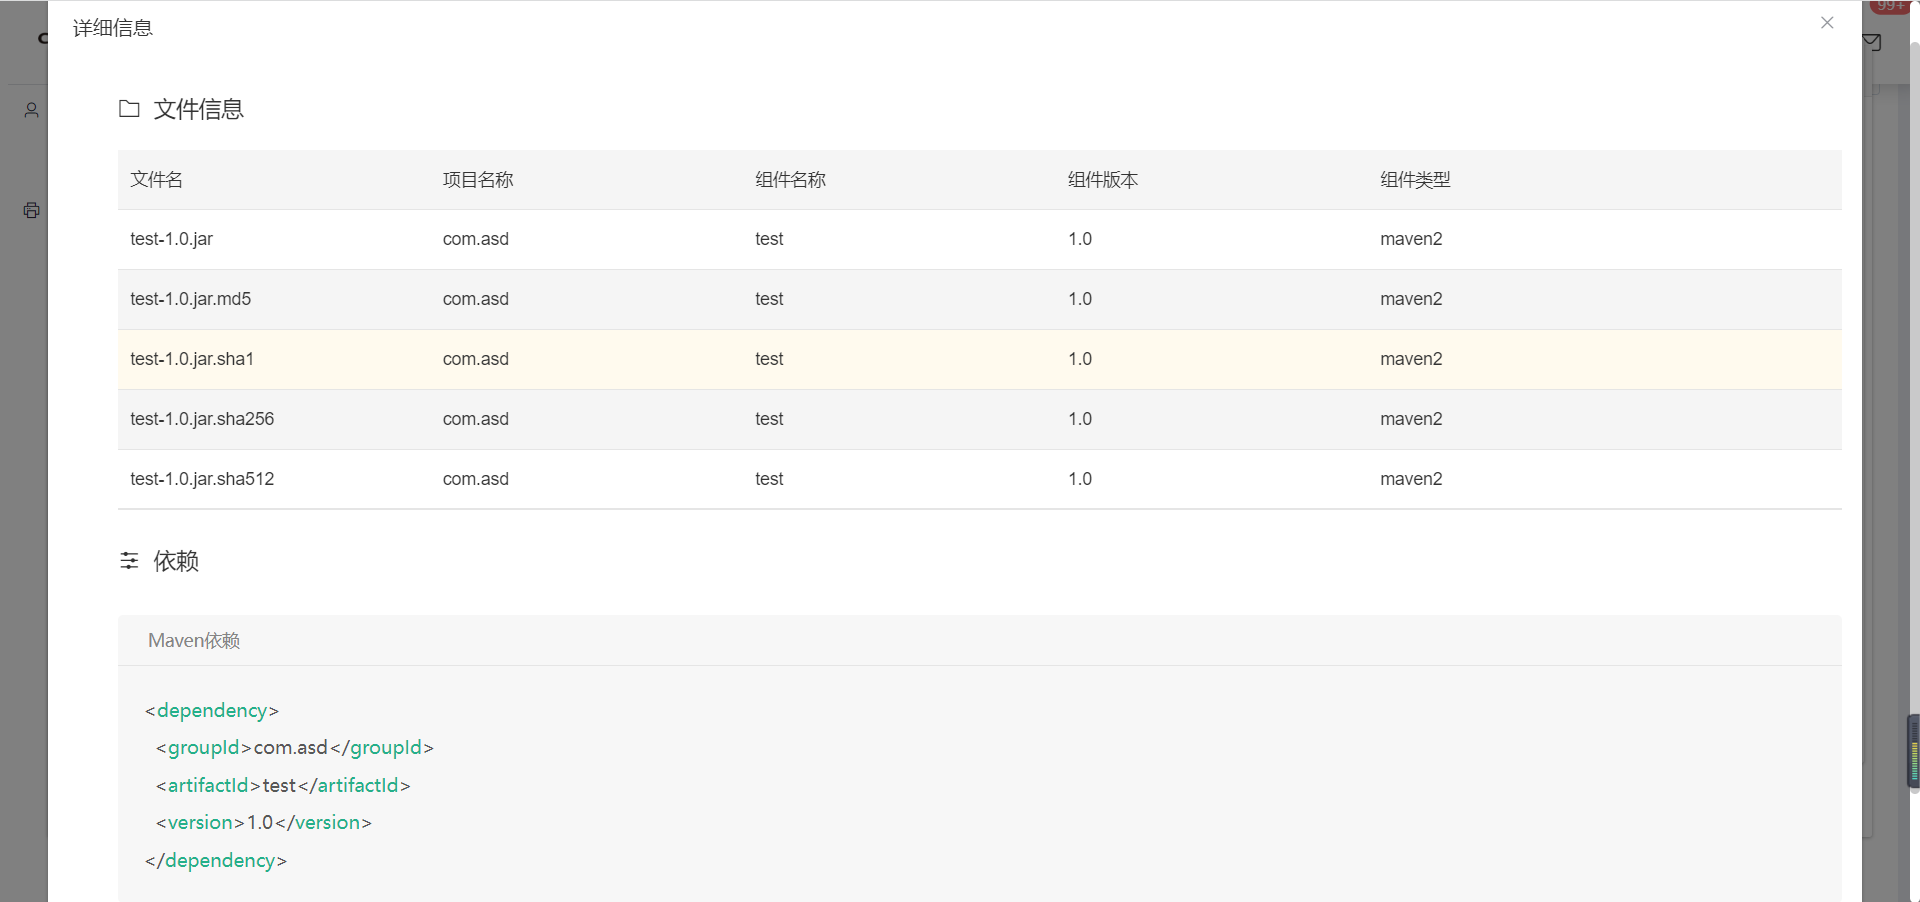 99+
详细信息
文件信息
文件名 项目名称 组件名称 组件版本 组件类型
test-1.0.jar com.asd test 1.0 maven2
test-1.0.jar.md5 com.asd test 1.0 maven2
test-1.0.jar.sha1 com.asd test 1.0 maven2
test-1.0.jar.sha256 com.asd test 1.0 maven2
test-1.0.jar.sha512 com.asd test 1.0 maven2
依赖
Maven依赖
<dependency>
<groupId>com.asd</groupId>
<artifactId>test</artifactId>
<version>1.0</version>
</dependency>